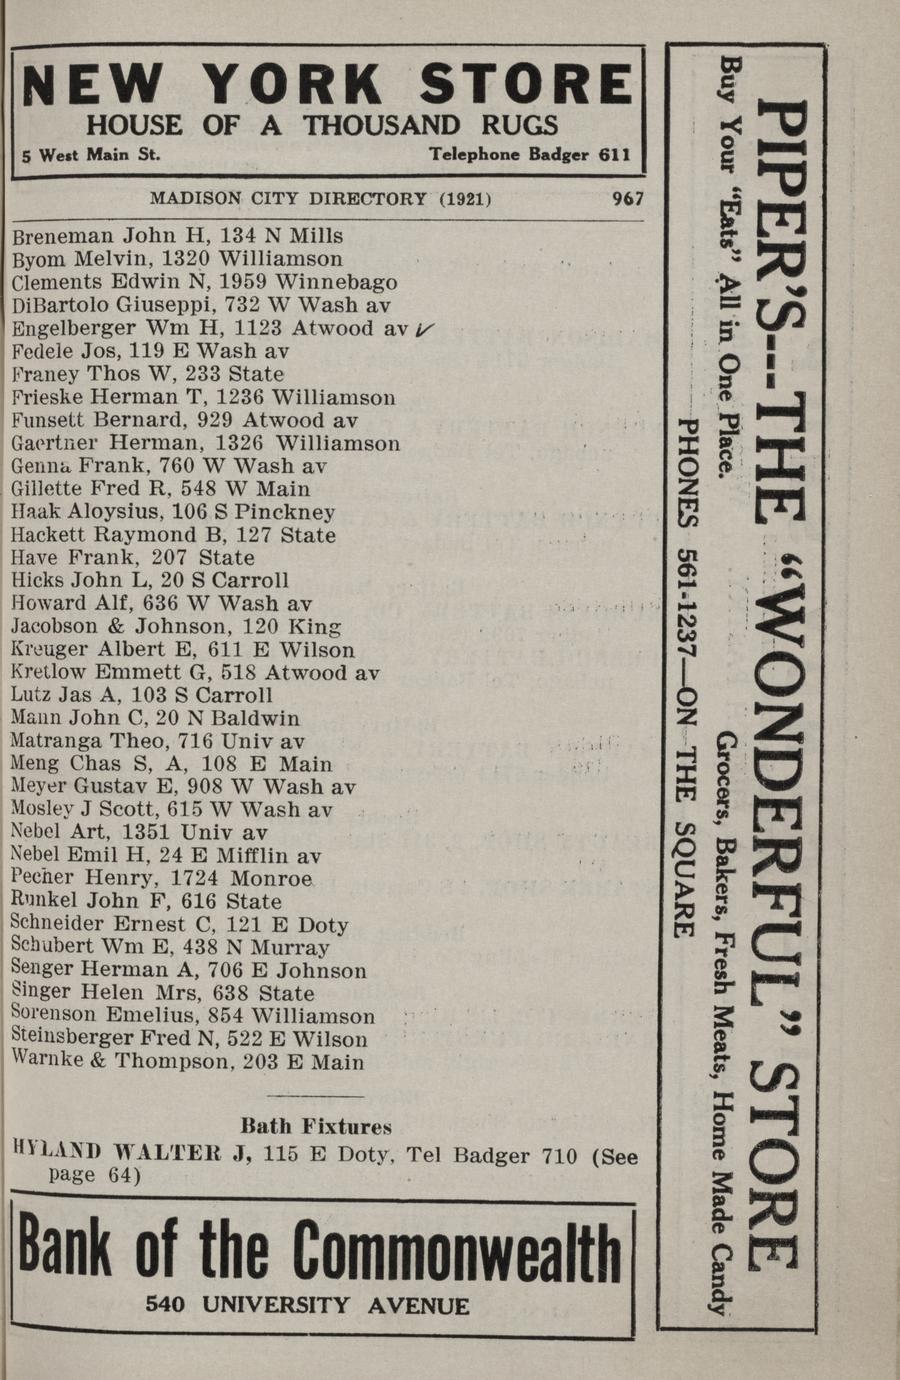 NEW YORK STORE
HOUSE OF A THOUSAND RUGS
5 West Main St. Telephone Badger 611
MADISON CITY DIRECTORY (1921) 967
Breneman John H, 134 N Mills
Byom Melvin, 1320 Williamson
Clements Edwin N, 1959 Winnebago
DiBartolo Giuseppi, 732 W Wash av
Engelberger Wm H, 1123 Atwood av ✓
Fedele Jos, 119 E Wash av
Franey Thos W, 233 State
Frieske Herman T, 1236 Williamson
Funsett Bernard, 929 Atwood av
Gaertner Herman, 1326 Williamson
Genna Frank, 760 W Wash av
Gillette Fred R, 548 W Main
Haak Aloysius, 106 S Pinckney
Hackett Raymond B, 127 State
Have Frank, 207 State
Hicks John L, 20 S Carroll
Howard Alf, 636 W Wash av
Jacobson & Johnson, 120 King
Kreuger Albert E, 611 E Wilson
Kretlow Emmett G, 518 Atwood av
Lutz Jas A, 103 S Carroll
Mann John C, 20 N Baldwin
Matranga Theo, 716 Univ av
Meng Chas S, A, 108 E Main
Meyer Gustav E, 908 W Wash av
Mosley J Scott, 615 W Wash av
Nebel Art, 1351 Univ av
Nebel Emil H, 24 E Mifflin av
Pecher Henry, 1724 Monroe
Runkel John F, 616 State
Schneider Ernest C, 121 E Doty
Schubert Wm E, 438 N Murray
Senger Herman A, 706 E Johnson
Singer Helen Mrs, 638 State
Sorenson Emelius, 854 Williamson
Steinsberger Fred N, 522 E Wilson
Warnke & Thompson, 203 E Main
Bath Fixtures
HYLAND WALTER J, 115 E Doty, Tel Badger 710 (See
page 64)
Bank of the Commonwealth
540 UNIVERSITY AVENUE
PIPER'S---THE "WONDERFUL" STORE
Buy Your "Eats" All in One Place. Grocers, Bakers, Fresh Meats, Home Made Candy
PHONES 561-1237—ON THE SQUARE